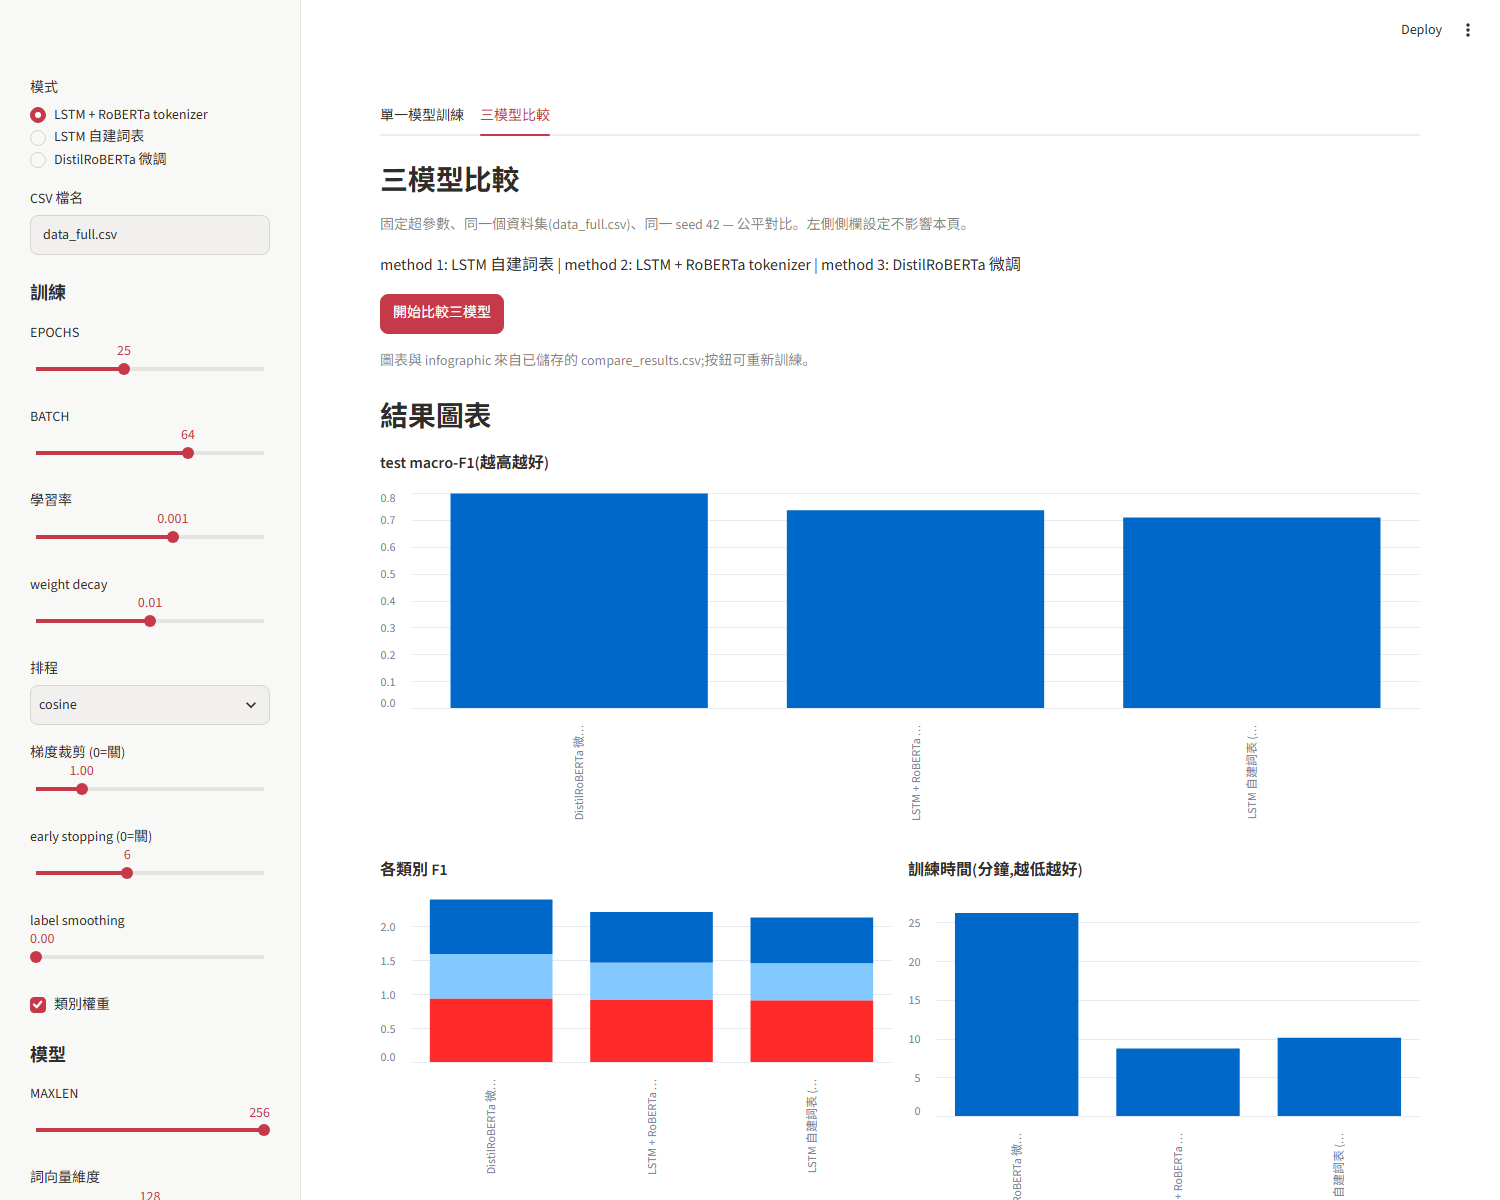 Deploy
模式
LSTM + RoBERTa tokenizer
LSTM 自建詞表
DistilRoBERTa 微調
CSV 檔名
data_full.csv
訓練
EPOCHS
25
BATCH
64
學習率
0.001
weight decay
0.01
排程
cosine
梯度裁剪 (0=關)
1.00
early stopping (0=關)
6
label smoothing
0.00
類別權重
模型
MAXLEN
256
詞向量維度
128
單一模型訓練 三模型比較
三模型比較
固定超參數、同一個資料集(data_full.csv)、同一 seed 42 — 公平對比。左側側欄設定不影響本頁。
method 1: LSTM 自建詞表 | method 2: LSTM + RoBERTa tokenizer | method 3: DistilRoBERTa 微調
開始比較三模型
圖表與 infographic 來自已儲存的 compare_results.csv;按鈕可重新訓練。
結果圖表
test macro-F1(越高越好)
0.8
0.7
0.6
0.5
0.4
0.3
0.2
0.1
0.0
DistilRoBERTa 微…
LSTM + RoBERTa …
LSTM 自建詞表 (…
各類別 F1
2.0
1.5
1.0
0.5
0.0
DistilRoBERTa 微…
LSTM + RoBERTa …
LSTM 自建詞表 (…
訓練時間(分鐘,越低越好)
25
20
15
10
5
0
RoBERTa 微…
+ RoBERTa …
自建詞表 (…